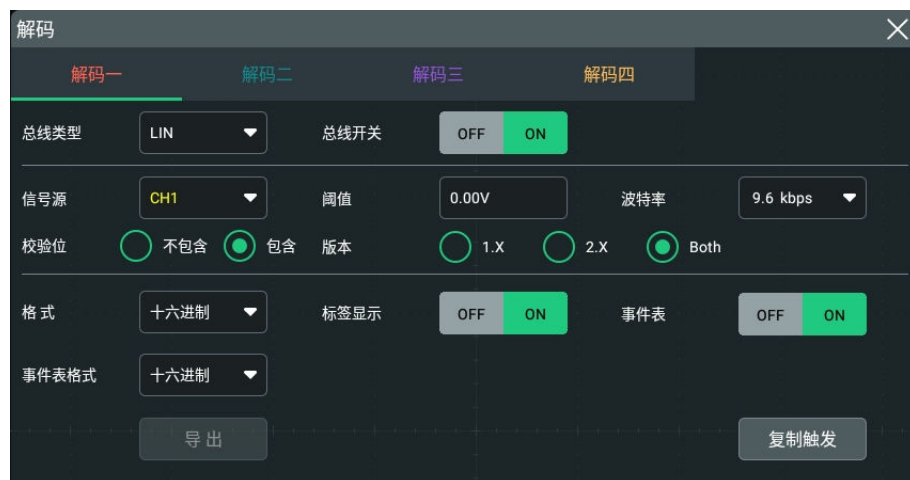 解码
解码一 解码二 解码三 解码四
总线类型 LIN 总线开关 OFF ON
信号源 CH1 阈值 0.00V 波特率 9.6 kbps
校验位 不包含 包含 版本 1.X 2.X Both
格式 十六进制 标签显示 OFF ON 事件表 OFF ON
事件表格式 十六进制
导出 复制触发